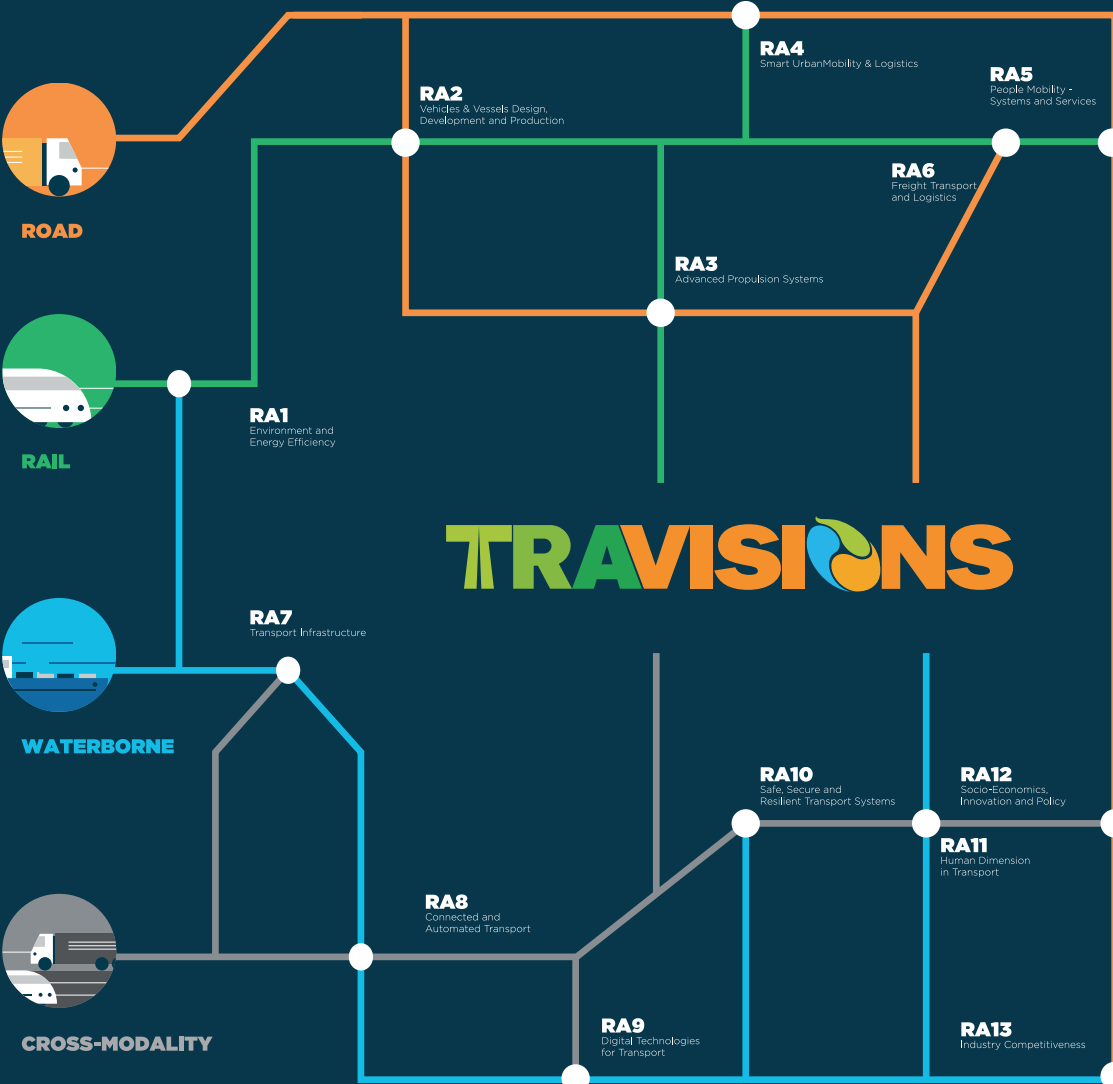 RA4
Smart UrbanMobility & Logistics
RA5
People Mobility -
Systems and Services
RA2
Vehicles & Vessels Design,
Development and Production
RA6
Freight Transport
and Logistics
ROAD
RA3
Advanced Propulsion Systems
RA1
Environment and
Energy Efficiency
RAIL
TRAVISIONS
RA7
Transport Infrastructure
WATERBORNE
RA10
Safe, Secure and
Resilient Transport Systems
RA12
Socio-Economics,
Innovation and Policy
RA11
Human Dimension
in Transport
RA8
Connected and
Automated Transport
CROSS-MODALITY
RA9
Digital Technologies
for Transport
RA13
Industry Competitiveness